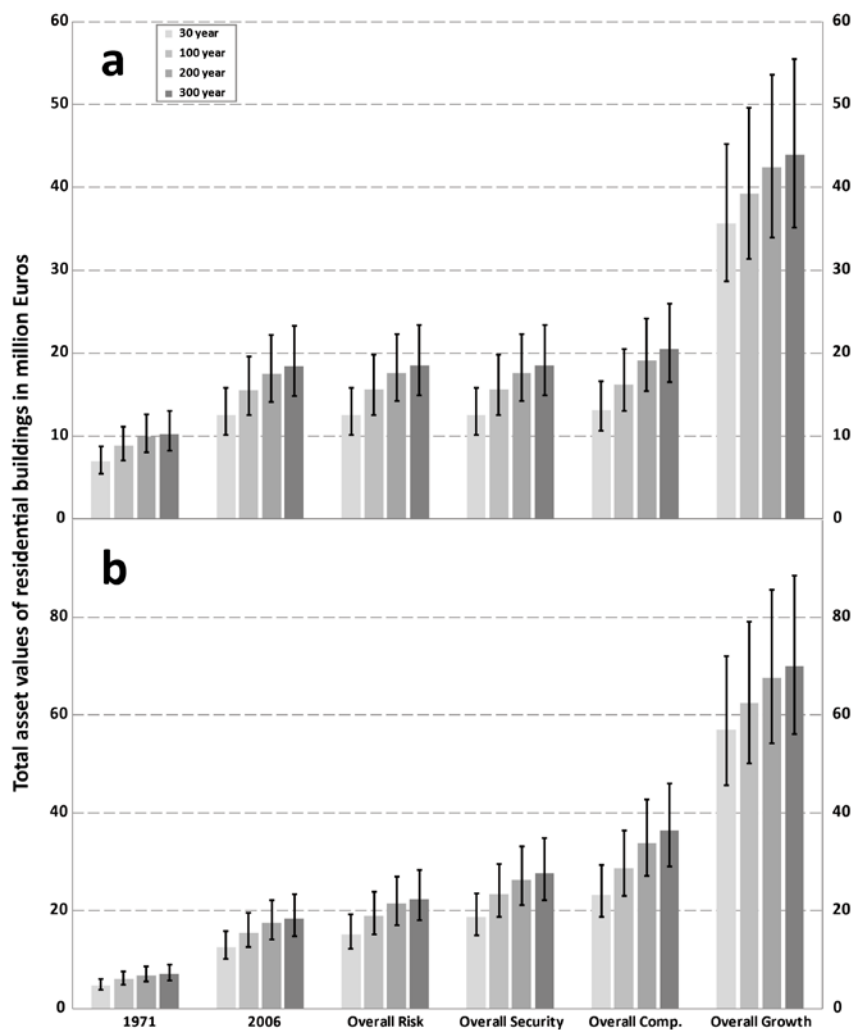 Total asset values of residential buildings in million Euros
a
30 year
100 year
200 year
300 year
60 60
50 50
40 40
30 30
20 20
10 10
0 0
b
80 80
60 60
40 40
20 20
0 0
1971 2006 Overall Risk Overall Security Overall Comp. Overall Growth